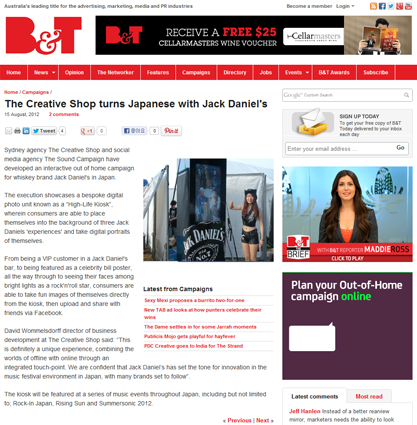 Australia's leading title for the advertising, marketing, media and PR industries
Become a member Login
B&T
B&T
RECEIVE A FREE $25
CELLARMASTERS WINE VOUCHER
Cellarmasters
Home News Opinion The Networker Features Campaigns Directory Jobs Events B&T Awards Subscribe
Home / Campaigns /
The Creative Shop turns Japanese with Jack Daniel's
15 August, 2012 2 comments
Tweet 4 +1 0 0 Pin it
Sydney agency The Creative Shop and social
media agency The Sound Campaign have
developed an interactive out of home campaign
for whiskey brand Jack Daniel's in Japan.
The execution showcases a bespoke digital
photo unit known as a "High-Life Kiosk",
wherein consumers are able to place
themselves into the background of three Jack
Daniels 'experiences' and take digital portraits
of themselves.
From being a VIP customer in a Jack Daniel's
bar, to being featured as a celebrity bill poster,
all the way through to seeing their faces among
bright lights as a rock'n'roll star, consumers are
able to take fun images of themselves directly
from the kiosk, then upload and share with
friends via Facebook.
David Wommelsdorff director of business
development at The Creative Shop said: "This
is definitely a unique experience, combining the
worlds of offline with online through an
integrated touch-point. We are confident that Jack Daniel's has set the tone for innovation in the
music festival environment in Japan, with many brands set to follow".
The kiosk will be featured at a series of music events throughout Japan, including but not limited
to; Rock-in Japan, Rising Sun and Summersonic 2012.
« Previous | Next »
JACK DANIEL'S
Latest from Campaigns
Sexy Mexi proposes a burrito two-for-one
New TAB ad looks at how punters celebrate their
wins
The Dame settles in for some Jarrah moments
Publicis Mojo gets playful for hayfever
PDC Creative goes to India for The Strand
Google Custom Search
SIGN UP TODAY
To get your free copy of B&T
Today delivered to your inbox
each day
Enter your email: Go
B&T
BRIEF
WITH B&T REPORTER MADDIE ROSS
CLICK TO PLAY
Plan your Out-of-Home
campaign online
Latest comments Most read
Jeff Hanlen Instead of a better rearview
mirror, marketers needs the ability to look